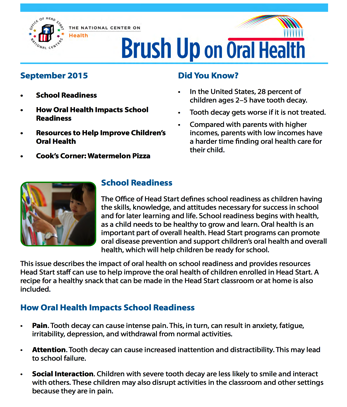 OFFICE OF HEAD START
NATIONAL CENTERS
THE NATIONAL CENTER ON
Health
Brush Up on Oral Health
September 2015
• School Readiness
• How Oral Health Impacts School
Readiness
• Resources to Help Improve Children's
Oral Health
• Cook's Corner: Watermelon Pizza
Did You Know?
• In the United States, 28 percent of
children ages 2–5 have tooth decay.
• Tooth decay gets worse if it is not treated.
• Compared with parents with higher
incomes, parents with low incomes have
a harder time finding oral health care for
their child.
School Readiness
The Office of Head Start defines school readiness as children having
the skills, knowledge, and attitudes necessary for success in school
and for later learning and life. School readiness begins with health,
as a child needs to be healthy to grow and learn. Oral health is an
important part of overall health. Head Start programs can promote
oral disease prevention and support children's oral health and overall
health, which will help children be ready for school.
This issue describes the impact of oral health on school readiness and provides resources
Head Start staff can use to help improve the oral health of children enrolled in Head Start. A
recipe for a healthy snack that can be made in the Head Start classroom or at home is also
included.
How Oral Health Impacts School Readiness
• Pain. Tooth decay can cause intense pain. This, in turn, can result in anxiety, fatigue,
irritability, depression, and withdrawal from normal activities.
• Attention. Tooth decay can cause increased inattention and distractibility. This may lead
to school failure.
• Social Interaction. Children with severe tooth decay are less likely to smile and interact
with others. These children may also disrupt activities in the classroom and other settings
because they are in pain.